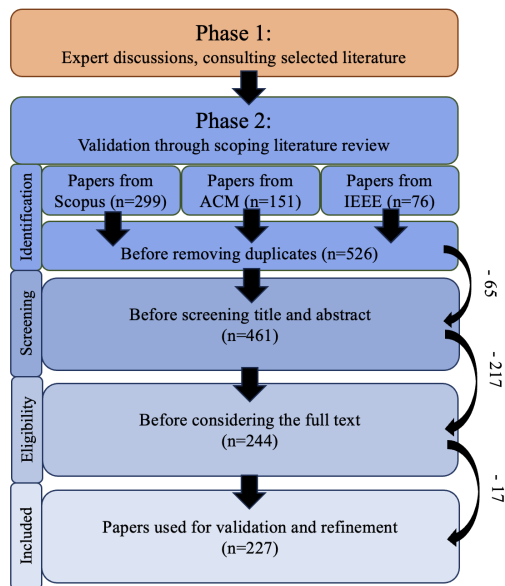 Phase 1:
Expert discussions, consulting selected literature
Phase 2:
Validation through scoping literature review
Identification
Papers from
Scopus (n=299)
Papers from
ACM (n=151)
Papers from
IEEE (n=76)
Before removing duplicates (n=526)
- 65
Screening
Before screening title and abstract
(n=461)
- 217
Eligibility
Before considering the full text
(n=244)
- 17
Included
Papers used for validation and refinement
(n=227)